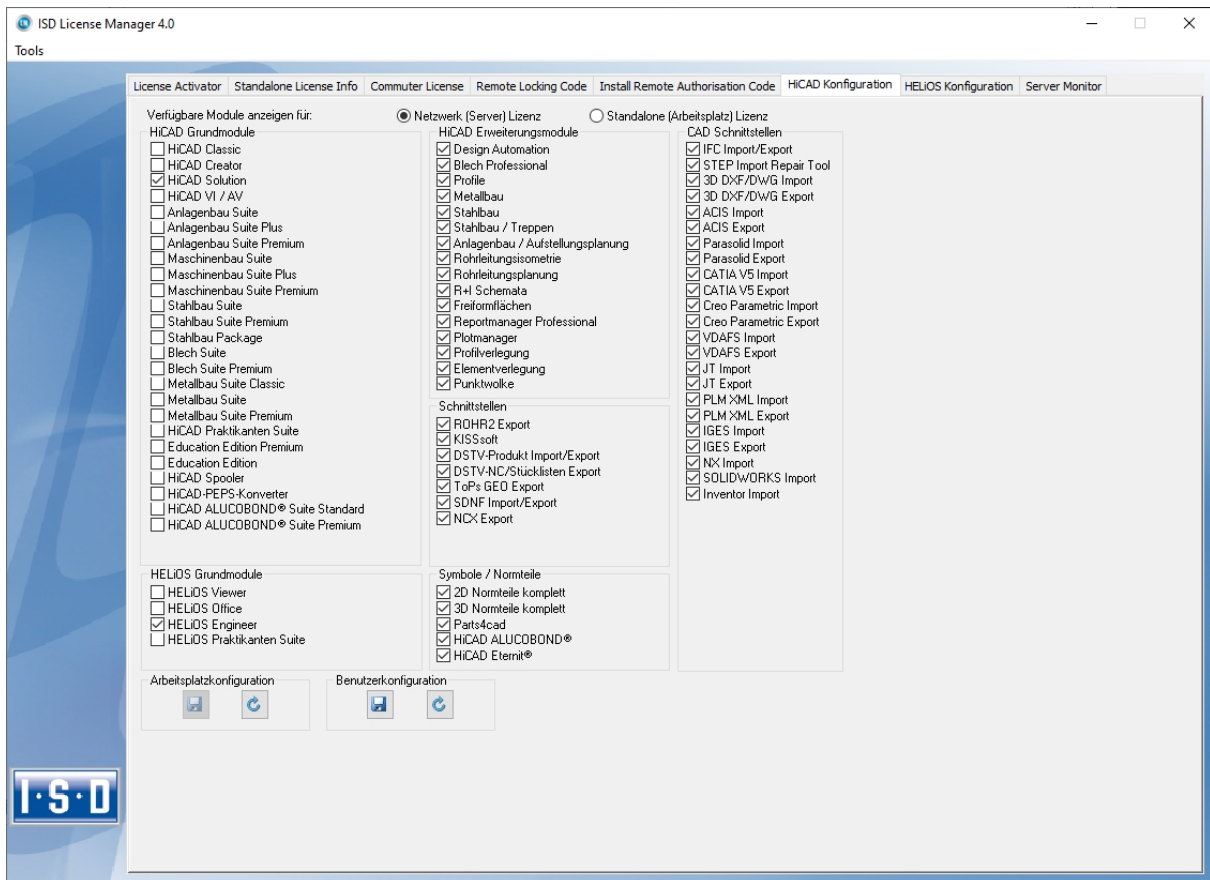 ISD License Manager 4.0
Tools
License Activator
Standalone License Info
Commuter License
Remote Locking Code
Install Remote Authorisation Code
HiCAD Konfiguration
HELiOS Konfiguration
Server Monitor
Verfügbare Module anzeigen für:
Netzwerk (Server) Lizenz
Standalone (Arbeitsplatz) Lizenz
HiCAD Grundmodule
HiCAD Classic
HiCAD Creator
HiCAD Solution
HiCAD VI / AV
Anlagenbau Suite
Anlagenbau Suite Plus
Anlagenbau Suite Premium
Maschinenbau Suite
Maschinenbau Suite Plus
Maschinenbau Suite Premium
Stahlbau Suite
Stahlbau Suite Premium
Stahlbau Package
Blech Suite
Blech Suite Premium
Metallbau Suite Classic
Metallbau Suite
Metallbau Suite Premium
HiCAD Praktikanten Suite
Education Edition Premium
Education Edition
HiCAD Spooler
HiCAD-PEPS-Konverter
HiCAD ALUCOBOND® Suite Standard
HiCAD ALUCOBOND® Suite Premium
HiCAD Erweiterungsmodule
Design Automation
Blech Professional
Profile
Metallbau
Stahlbau
Stahlbau / Treppen
Anlagenbau / Aufstellungsplanung
Rohrleitungsisometrie
Rohrleitungsplanung
R+I Schemata
Freiformflächen
Reportmanager Professional
Plotmanager
Profilverlegung
Elementverlegung
Punktwolke
Schnittstellen
ROHR2 Export
KISSsoft
DSTV-Produkt Import/Export
DSTV-NC/Stücklisten Export
ToPs GEO Export
SDNF Import/Export
NCX Export
CAD Schnittstellen
IFC Import/Export
STEP Import Repair Tool
3D DXF/DWG Import
3D DXF/DWG Export
ACIS Import
ACIS Export
Parasolid Import
Parasolid Export
CATIA V5 Import
CATIA V5 Export
Creo Parametric Import
Creo Parametric Export
VDAFS Import
VDAFS Export
JT Import
JT Export
PLM XML Import
PLM XML Export
IGES Import
IGES Export
NX Import
SOLIDWORKS Import
Inventor Import
HELiOS Grundmodule
HELiOS Viewer
HELiOS Office
HELiOS Engineer
HELiOS Praktikanten Suite
Symbole / Normteile
2D Normteile komplett
3D Normteile komplett
Parts4cad
HiCAD ALUCOBOND®
HiCAD Eternit®
Arbeitsplatzkonfiguration
Benutzerkonfiguration
I·S·D